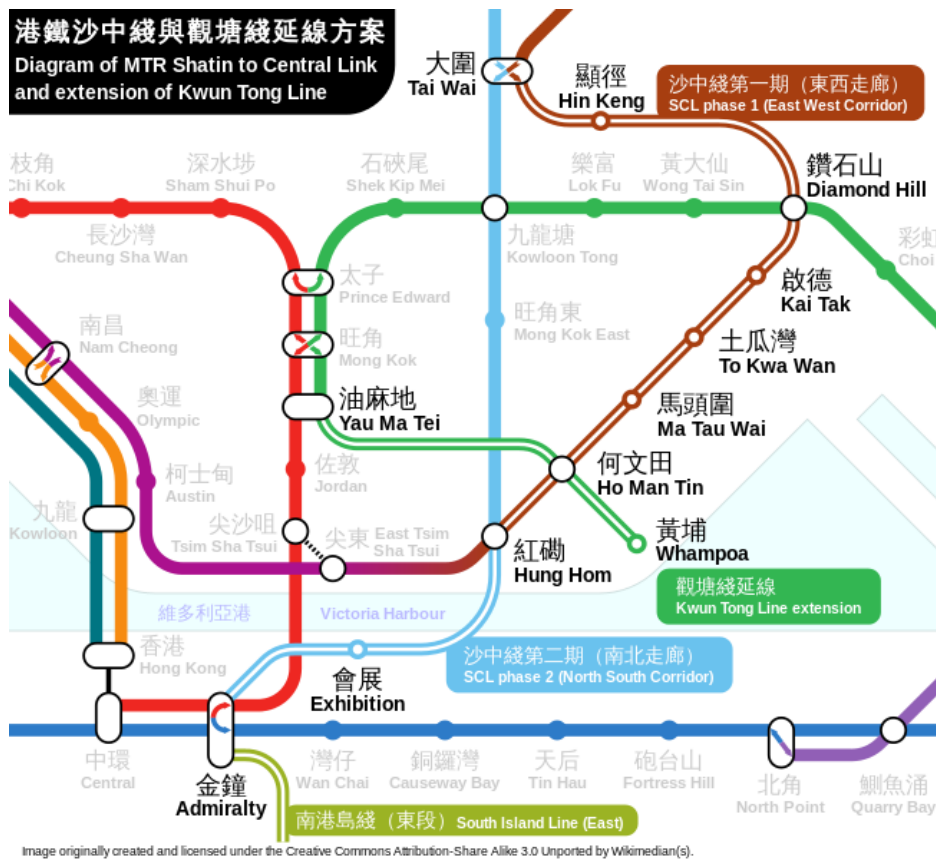 港鐵沙中綫與觀塘綫延線方案
Diagram of MTR Shatin to Central Link
and extension of Kwun Tong Line
大圍
Tai Wai
顯徑
Hin Keng
沙中綫第一期（東西走廊）
SCL phase 1 (East West Corridor)
枝角
Chi Kok
深水埗
Sham Shui Po
石硤尾
Shek Kip Mei
樂富
Lok Fu
黃大仙
Wong Tai Sin
鑽石山
Diamond Hill
長沙灣
Cheung Sha Wan
九龍塘
Kowloon Tong
彩虹
Choi
太子
Prince Edward
啟德
Kai Tak
南昌
Nam Cheong
旺角
Mong Kok
旺角東
Mong Kok East
土瓜灣
To Kwa Wan
奧運
Olympic
油麻地
Yau Ma Tei
馬頭圍
Ma Tau Wai
柯士甸
Austin
佐敦
Jordan
何文田
Ho Man Tin
九龍
Kowloon
尖沙咀
Tsim Sha Tsui
尖東 East Tsim
Sha Tsui
紅磡
Hung Hom
黃埔
Whampoa
觀塘綫延線
Kwun Tong Line extension
維多利亞港
Victoria Harbour
香港
Hong Kong
沙中綫第二期（南北走廊）
SCL phase 2 (North South Corridor)
會展
Exhibition
中環
Central
金鐘
Admiralty
灣仔
Wan Chai
銅鑼灣
Causeway Bay
天后
Tin Hau
砲台山
Fortress Hill
北角
North Point
鰂魚涌
Quarry Bay
南港島綫（東段）South Island Line (East)
Image originally created and licensed under the Creative Commons Attribution-Share Alike 3.0 Unported by Wikimedian(s).